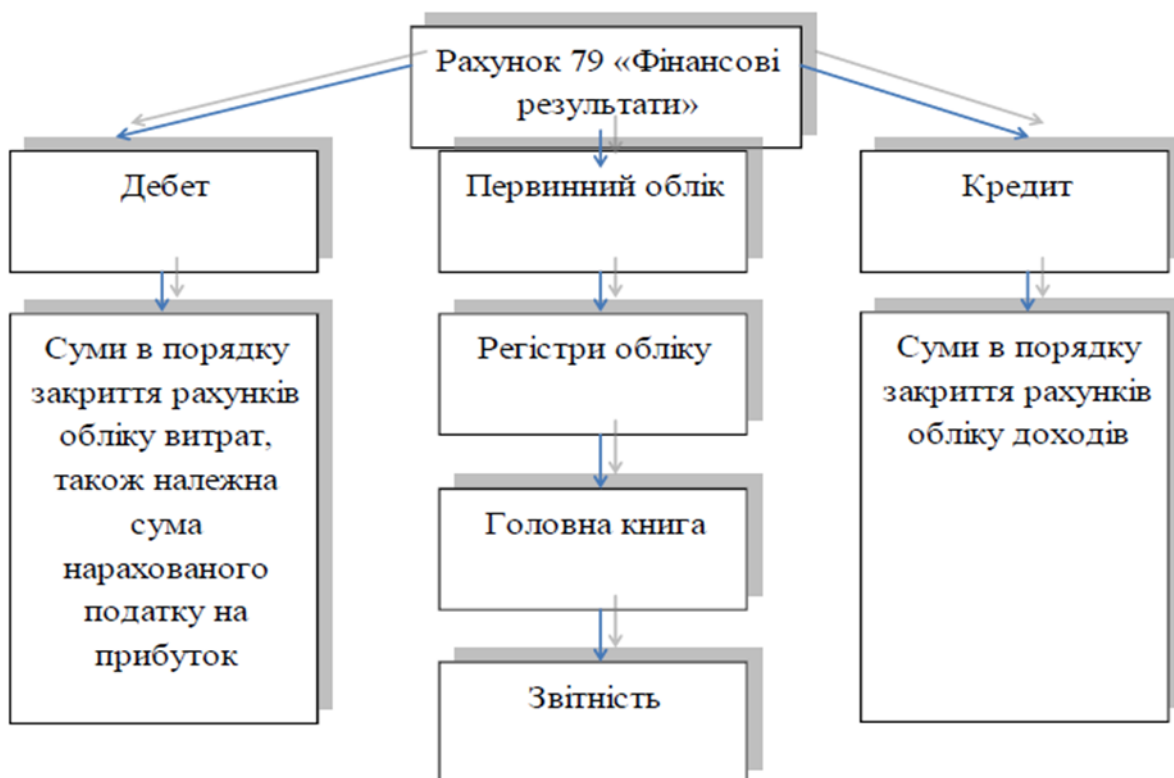 Рахунок 79 «Фінансові
результати»
Дебет
Первинний облік
Кредит
Суми в порядку
закриття рахунків
обліку витрат,
також належна
сума
нарахованого
податку на
прибуток
Регістри обліку
Головна книга
Звітність
Суми в порядку
закриття рахунків
обліку доходів